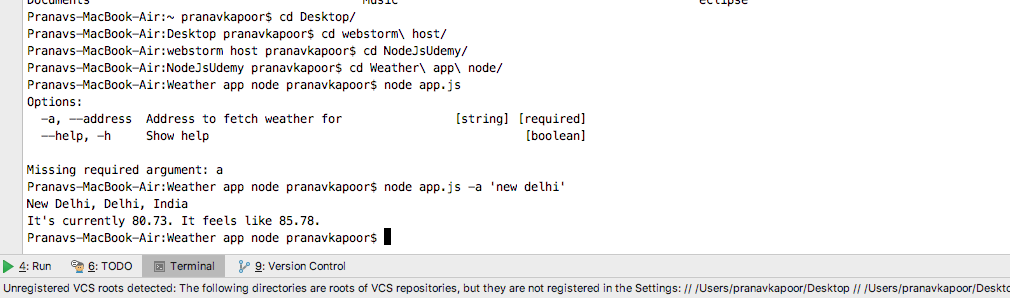 Documents Music eclipse
Pranavs-MacBook-Air:~ pranavkapoor$ cd Desktop/
Pranavs-MacBook-Air:Desktop pranavkapoor$ cd webstorm\ host/
Pranavs-MacBook-Air:webstorm host pranavkapoor$ cd NodeJsUdemy/
Pranavs-MacBook-Air:NodeJsUdemy pranavkapoor$ cd Weather\ app\ node/
Pranavs-MacBook-Air:Weather app node pranavkapoor$ node app.js
Options:
-a, --address Address to fetch weather for [string] [required]
--help, -h Show help [boolean]
Missing required argument: a
Pranavs-MacBook-Air:Weather app node pranavkapoor$ node app.js -a 'new delhi'
New Delhi, Delhi, India
It's currently 80.73. It feels like 85.78.
Pranavs-MacBook-Air:Weather app node pranavkapoor$
4: Run 6: TODO Terminal 9: Version Control
Unregistered VCS roots detected: The following directories are roots of VCS repositories, but they are not registered in the Settings: // /Users/pranavkapoor/Desktop // /Users/pranavkapoor/Deskto